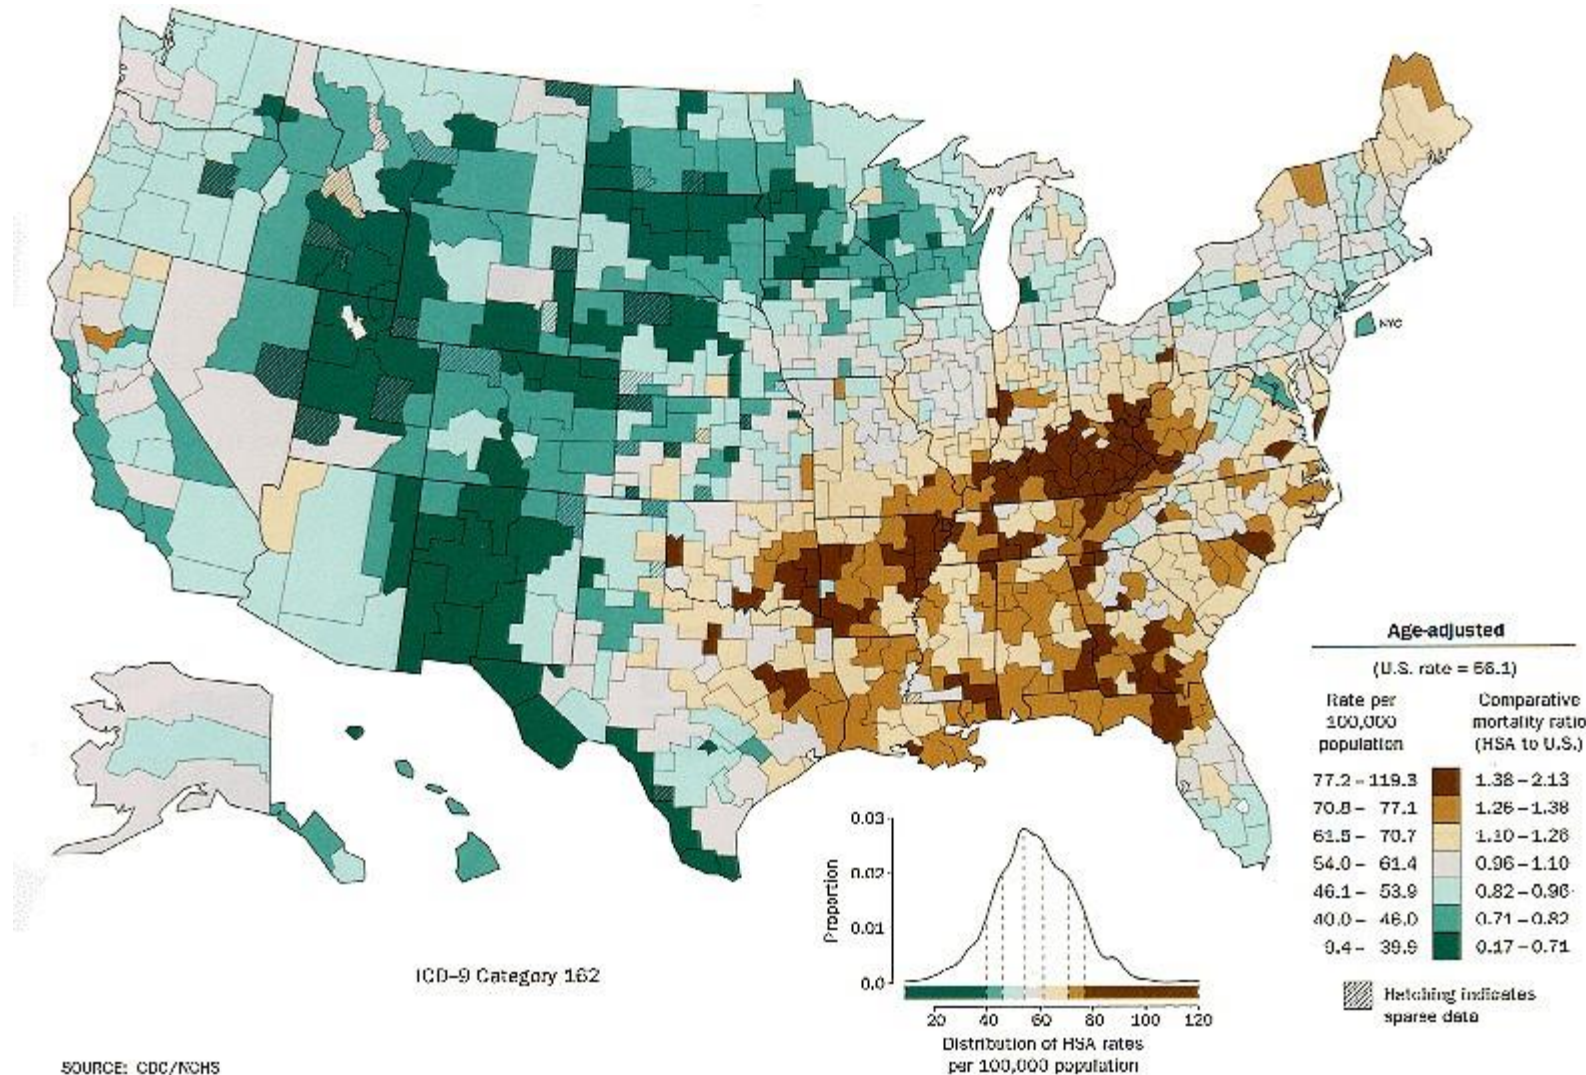 NYC
Age-adjusted
(U.S. rate = 56.1)
Rate per
100,000
population
Comparative
mortality ratio
(HSA to U.S.)
77.2 – 119.3 1.38 – 2.13
70.8 – 77.1 1.26 – 1.38
61.5 – 70.7 1.10 – 1.26
54.0 – 61.4 0.96 – 1.10
46.1 – 53.9 0.82 – 0.96
40.0 – 46.0 0.71 – 0.82
9.4 – 39.9 0.17 – 0.71
Hatching indicates
sparse data
0.03
0.02
0.01
0.0
Proportion
20 40 60 80 100 120
Distribution of HSA rates
per 100,000 population
ICD–9 Category 162
SOURCE: CDC/NCHS